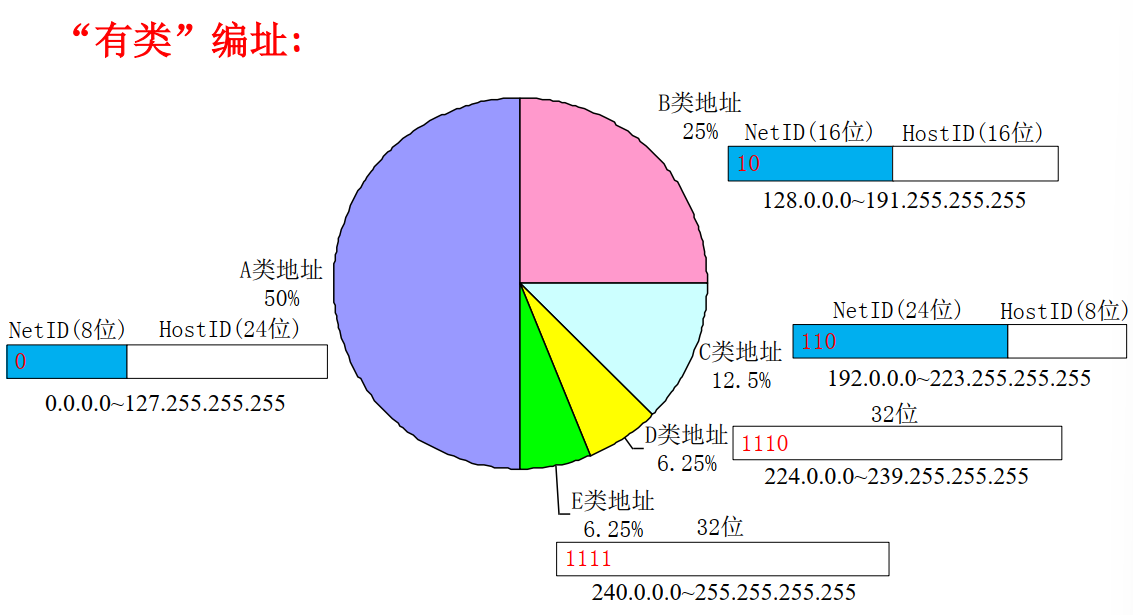 “有类”编址:
B类地址
25%
NetID(16位) HostID(16位)
10
128.0.0.0~191.255.255.255
A类地址
50%
NetID(8位) HostID(24位)
0
0.0.0.0~127.255.255.255
NetID(24位) HostID(8位)
110
192.0.0.0~223.255.255.255
C类地址
12.5%
32位
1110
224.0.0.0~239.255.255.255
D类地址
6.25%
E类地址
6.25%
32位
1111
240.0.0.0~255.255.255.255